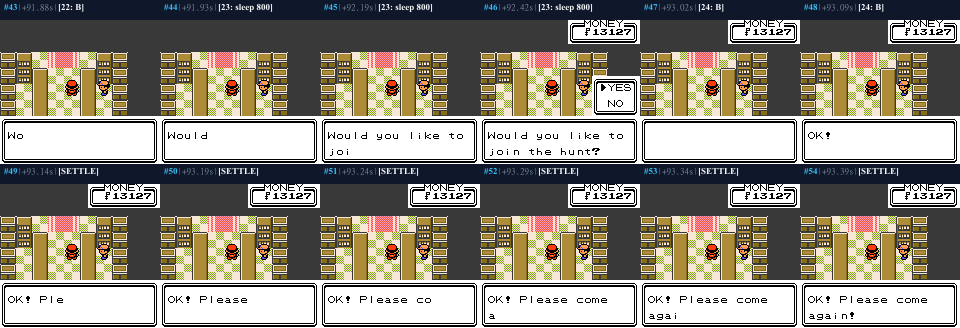 #43|+91.88s| [22: B]
Wo
#44|+91.93s| [23: sleep 800]
Would
#45|+92.19s| [23: sleep 800]
Would you like to
joi
#46|+92.42s| [23: sleep 800]
MONEY
₽13127
▶YES
NO
Would you like to
join the hunt?
#47|+93.02s| [24: B]
MONEY
₽13127
#48|+93.09s| [24: B]
MONEY
₽13127
OK!
#49|+93.14s| [SETTLE]
MONEY
₽13127
OK! Ple
#50|+93.19s| [SETTLE]
MONEY
₽13127
OK! Please
#51|+93.24s| [SETTLE]
MONEY
₽13127
OK! Please co
#52|+93.29s| [SETTLE]
MONEY
₽13127
OK! Please come
a
#53|+93.34s| [SETTLE]
MONEY
₽13127
OK! Please come
agai
#54|+93.39s| [SETTLE]
MONEY
₽13127
OK! Please come
again!